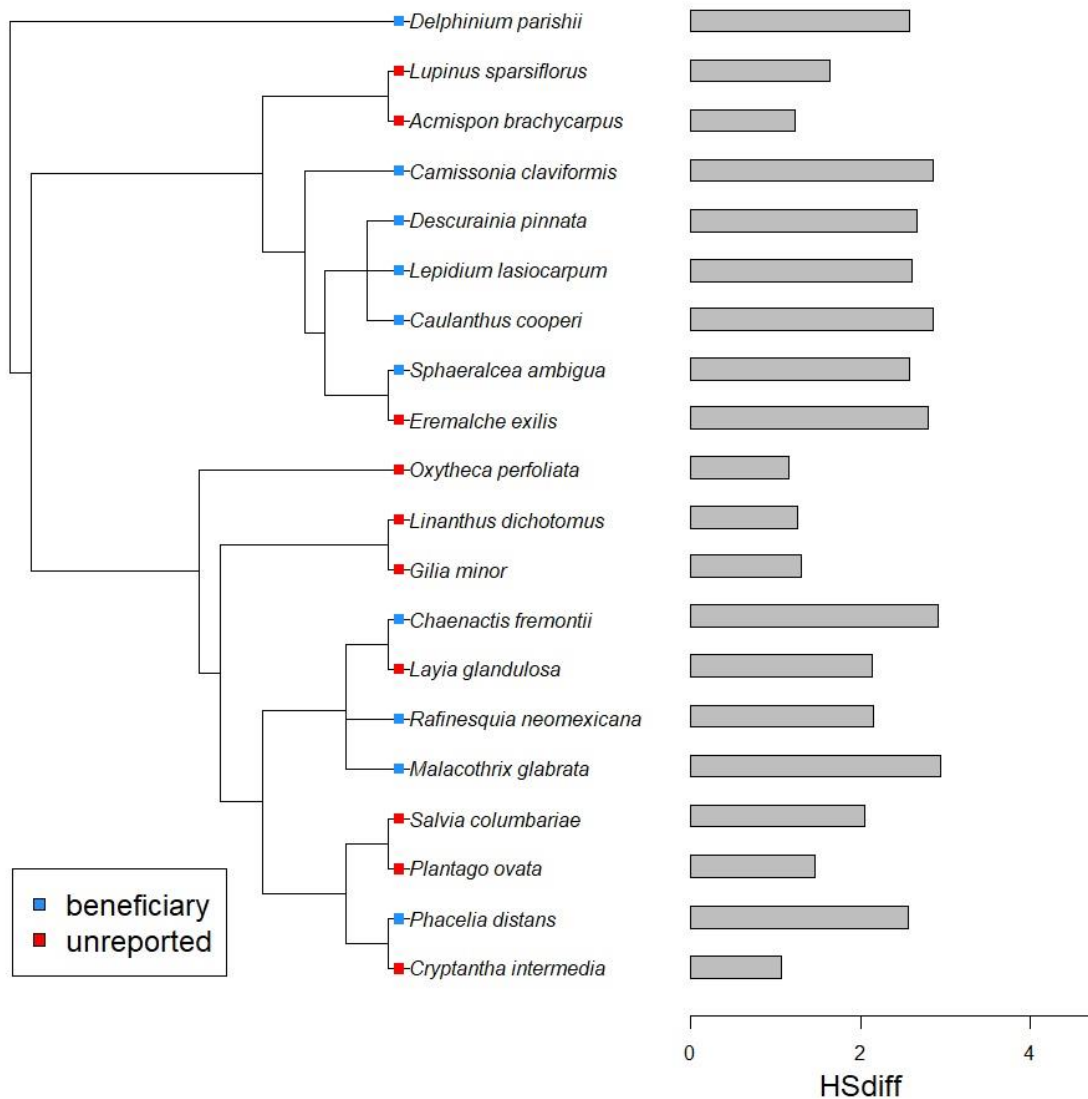 Delphinium parishii
Lupinus sparsiflorus
Acmispon brachycarpus
Camissonia claviformis
Descurainia pinnata
Lepidium lasiocarpum
Caulanthus cooperi
Sphaeralcea ambigua
Eremalche exilis
Oxytheca perfoliata
Linanthus dichotomus
Gilia minor
Chaenactis fremontii
Layia glandulosa
Rafinesquia neomexicana
Malacothrix glabrata
Salvia columbariae
Plantago ovata
Phacelia distans
Cryptantha intermedia
beneficiary
unreported
0 2 4
HSdiff